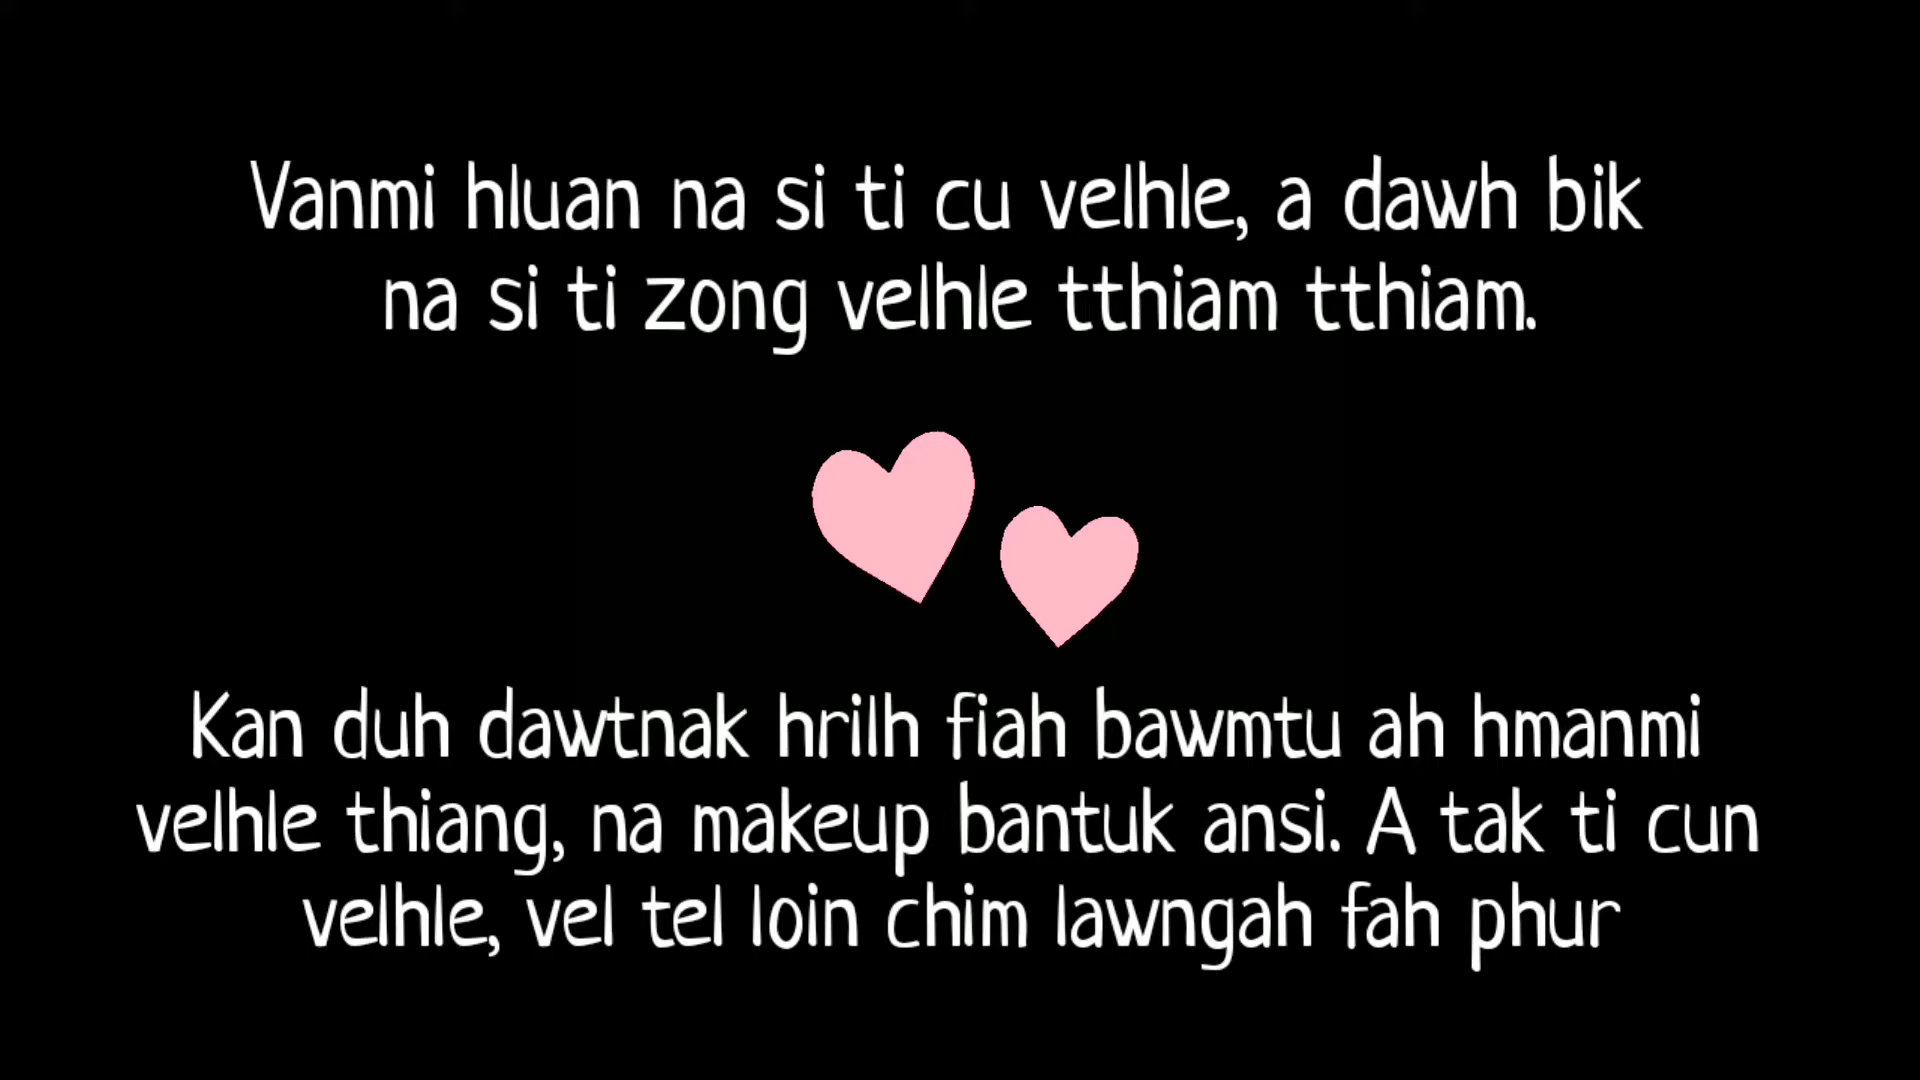 Vanmi hluan na si ti cu velhle, a dawh bik
na si ti zong velhle tthiam tthiam.
Kan duh dawtnak hrilh fiah bawmtu ah hmanmi
velhle thiang, na makeup bantuk ansi. A tak ti cun
velhle, vel tel loin chim lawngah fah phur